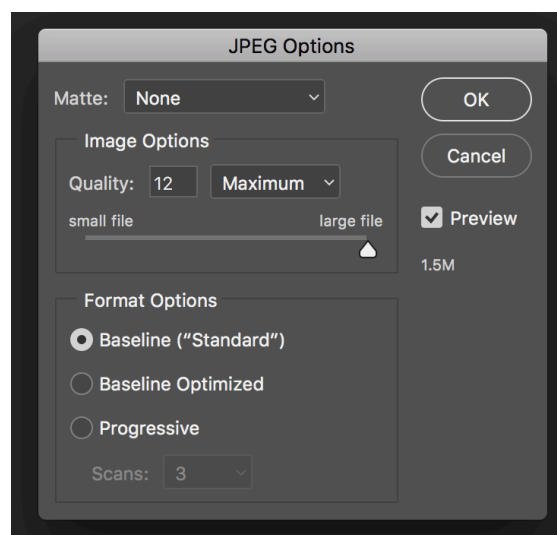 JPEG Options
Matte: None
OK
Image Options
Cancel
Quality: 12 Maximum
small file large file
Preview
1.5M
Format Options
Baseline (“Standard”)
Baseline Optimized
Progressive
Scans: 3